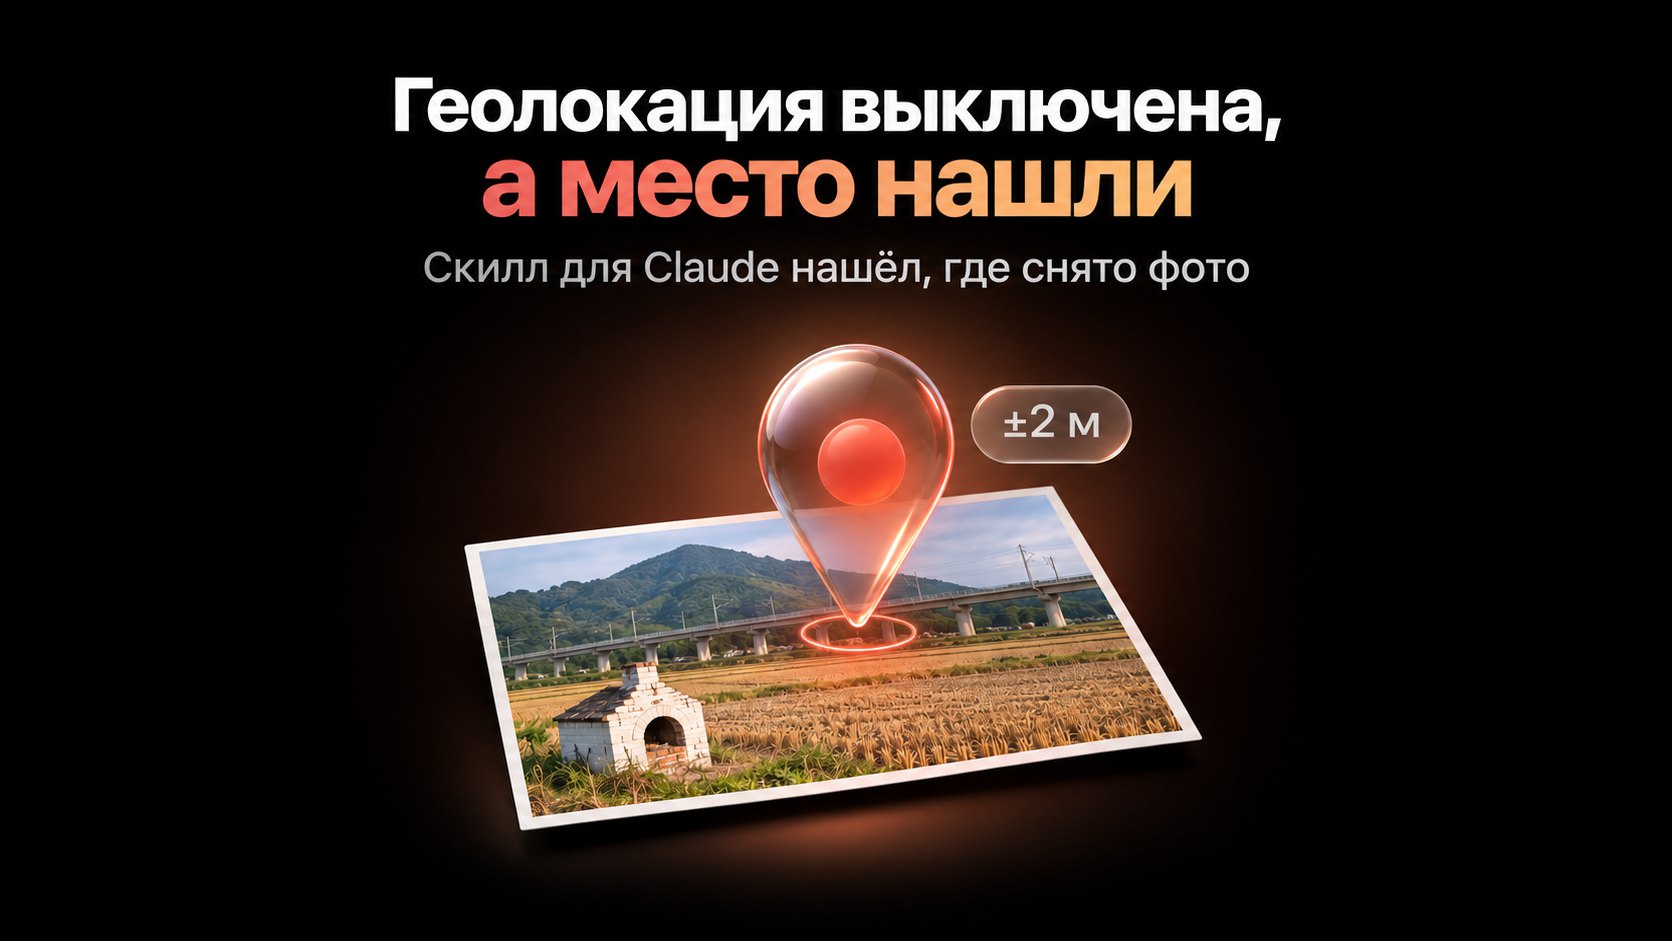 Геолокация выключена,
а место нашли
Скилл для Claude нашёл, где снято фото
±2 м